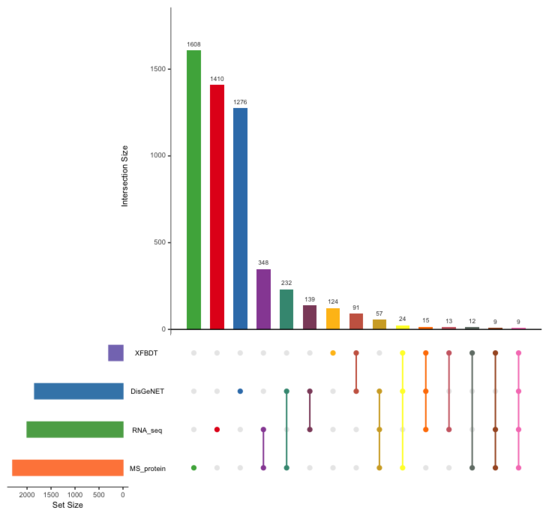 1608
1410
1276
348
232
139
124
91
57
24
15
13
12
9
9
1500
1000
500
0
Intersection Size
XFBDT
DisGeNET
RNA_seq
MS_protein
2000 1500 1000 500 0
Set Size